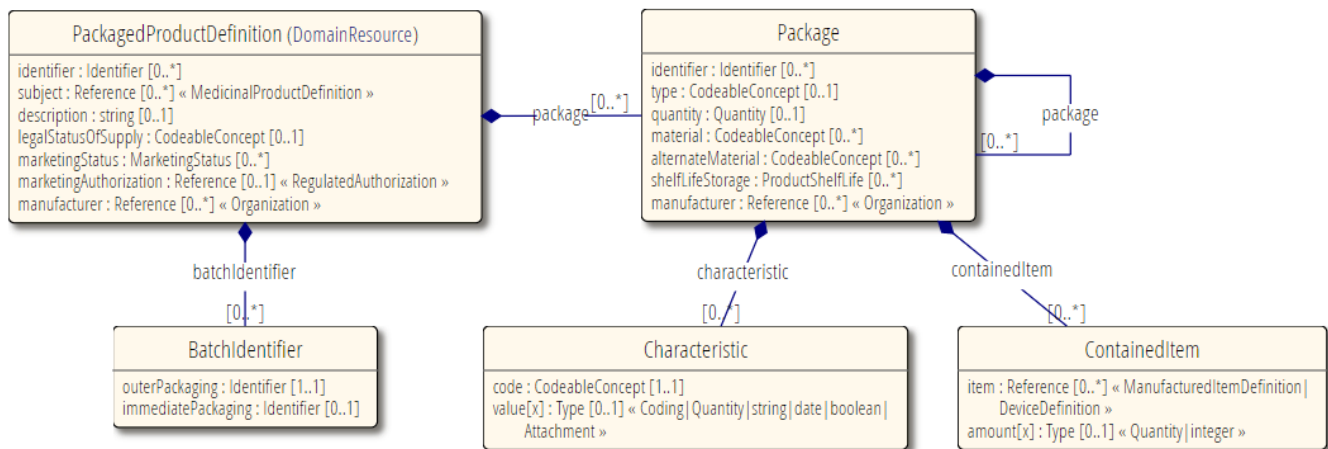 PackagedProductDefinition (DomainResource)
identifier : Identifier [0..*]
subject : Reference [0..*] « MedicinalProductDefinition »
description : string [0..1]
legalStatusOfSupply : CodeableConcept [0..1]
marketingStatus : MarketingStatus [0..*]
marketingAuthorization : Reference [0..1] « RegulatedAuthorization »
manufacturer : Reference [0..*] « Organization »
package
[0..*]
Package
identifier : Identifier [0..*]
type : CodeableConcept [0..1]
quantity : Quantity [0..1]
material : CodeableConcept [0..*]
alternateMaterial : CodeableConcept [0..*]
shelfLifeStorage : ProductShelfLife [0..*]
manufacturer : Reference [0..*] « Organization »
package
[0..*]
batchIdentifier
[0..*]
characteristic
[0..*]
containedItem
[0..*]
BatchIdentifier
outerPackaging : Identifier [1..1]
immediatePackaging : Identifier [0..1]
Characteristic
code : CodeableConcept [1..1]
value[x] : Type [0..1] « Coding|Quantity|string|date|boolean|
Attachment »
ContainedItem
item : Reference [0..*] « ManufacturedItemDefinition|
DeviceDefinition »
amount[x] : Type [0..1] « Quantity|integer »